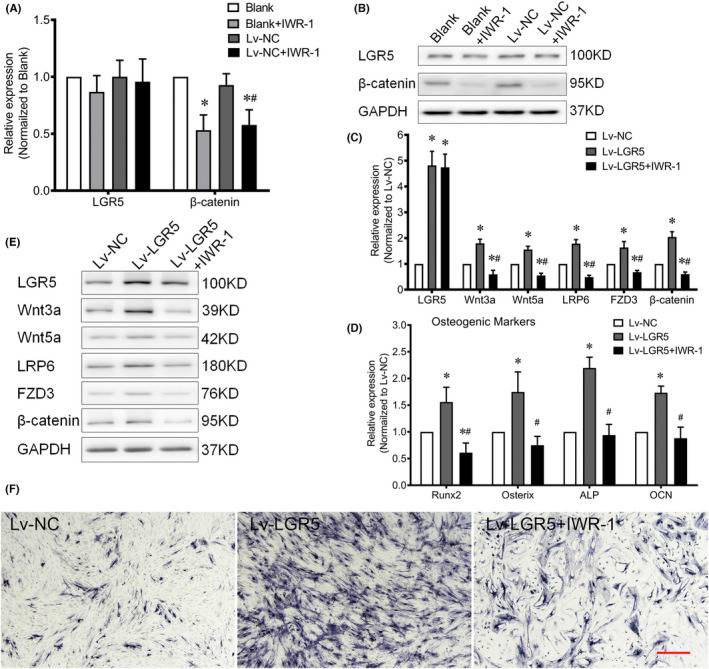 (A)
Blank
Blank+IWR-1
Lv-NC
Lv-NC+IWR-1
Relative expression
(Normailzed to Blank)
1.5
1.0
0.5
0.0
*
*#
LGR5
β-catenin
(B)
Blank
Blank
+IWR-1
Lv-NC
Lv-NC
+IWR-1
LGR5
100KD
β-catenin
95KD
GAPDH
37KD
(C)
Lv-NC
Lv-LGR5
Lv-LGR5+IWR-1
Relative expression
(Normailzed to Lv-NC)
6
5
4
2
1
0
* *
* *#
* *#
* *#
* *#
* *#
LGR5
Wnt3a
Wnt5a
LRP6
FZD3
β-catenin
(E)
Lv-NC
Lv-LGR5
Lv-LGR5
+IWR-1
LGR5
100KD
Wnt3a
39KD
Wnt5a
42KD
LRP6
180KD
FZD3
76KD
β-catenin
95KD
GAPDH
37KD
(D)
Osteogenic Markers
Lv-NC
Lv-LGR5
Lv-LGR5+IWR-1
Relative expression
(Normailzed to Lv-NC)
3.0
2.5
2.0
1.5
1.0
0.5
0.0
* *#
* #
* #
* #
Runx2
Osterix
ALP
OCN
(F)
Lv-NC
Lv-LGR5
Lv-LGR5+IWR-1